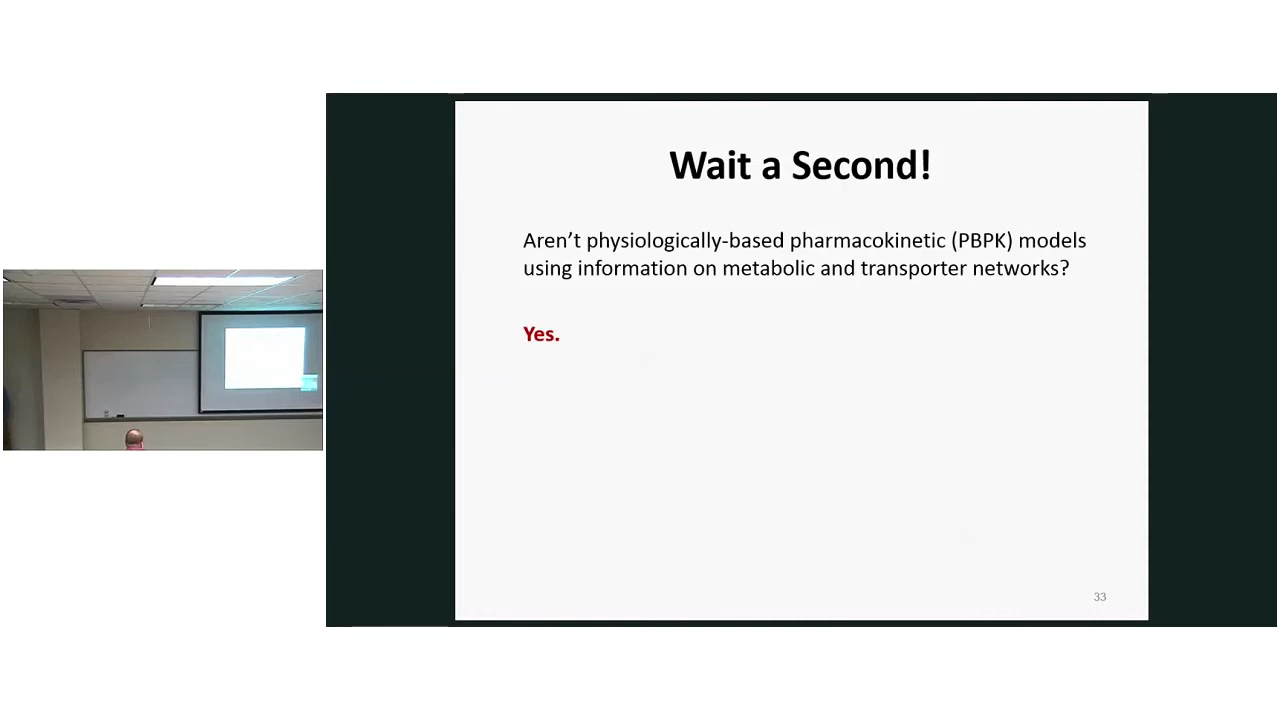 Wait a Second!
Aren’t physiologically-based pharmacokinetic (PBPK) models
using information on metabolic and transporter networks?
Yes.
33